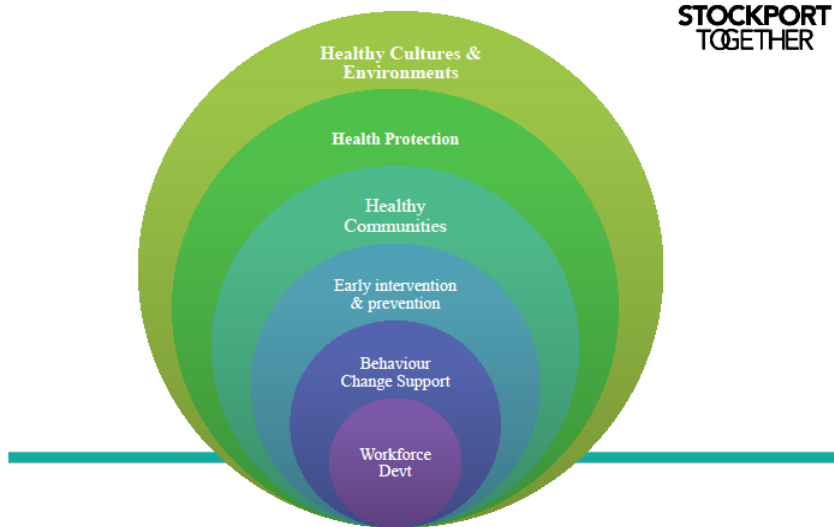 STOCKPORT
TOGETHER
Healthy Cultures &
Environments
Health Protection
Healthy
Communities
Early intervention
& prevention
Behaviour
Change Support
Workforce
Devt